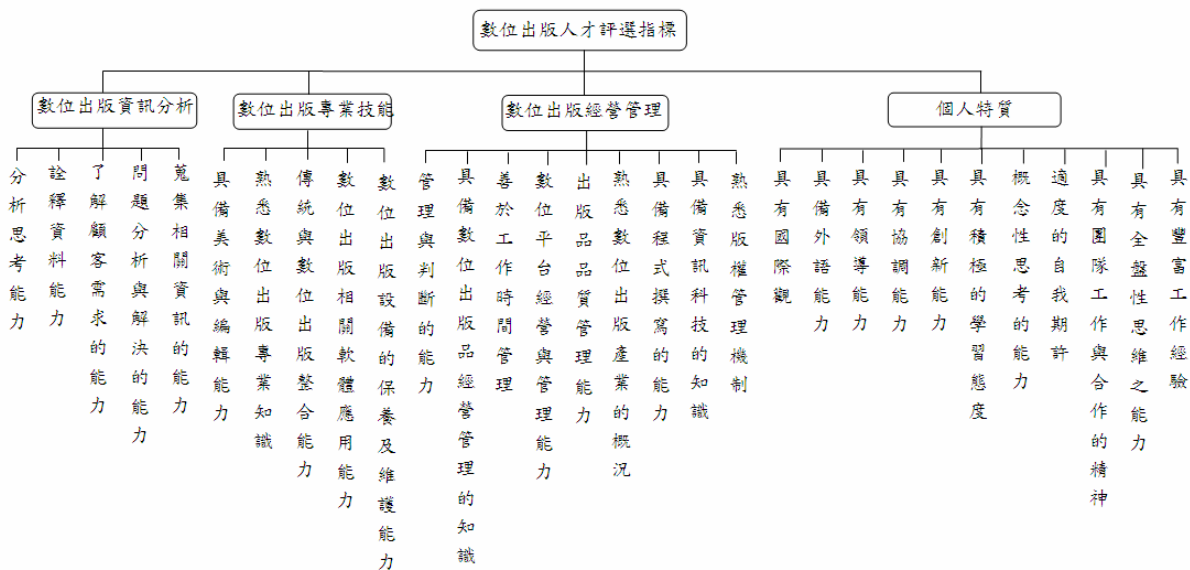 數位出版人才評選指標
數位出版資訊分析
數位出版專業技能
數位出版經營管理
個人特質
分析思考能力
詮釋資料能力
了解顧客需求的能力
問題分析與解決的能力
蒐集相關資訊的能力
具備美術與編輯能力
熟悉數位出版專業知識
傳統與數位出版整合能力
數位出版相關軟體應用能力
數位出版設備的保養及維護能力
管理與判斷的能力
具備數位出版品經營管理的知識
善於工作時間管理
數位平台經營與管理能力
出版品品質管理能力
熟悉數位出版產業的概況
具備程式撰寫的能力
具備資訊科技的知識
熟悉版權管理機制
具有國際觀
具備外語能力
具有領導能力
具有協調能力
具有創新能力
具有積極的學習態度
概念性思考的能力
適度的自我期許
具有團隊工作與合作的精神
具有全盤性思維之能力
具有豐富工作經驗